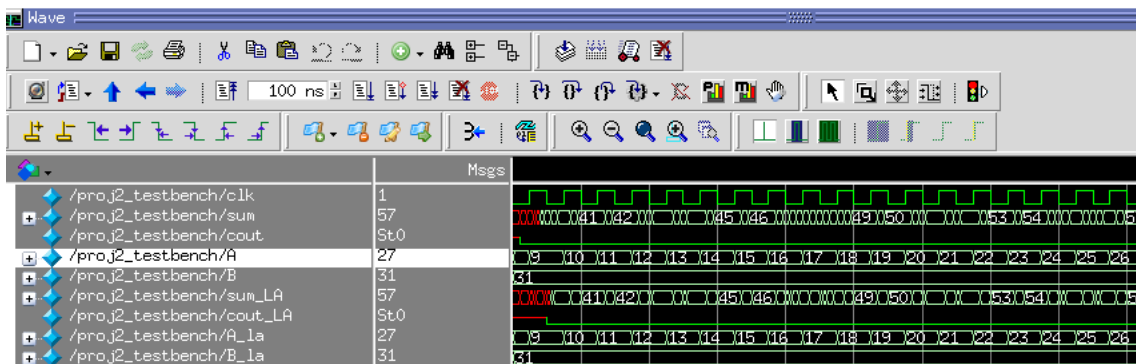 Wave
100 ns
Msgs
/proj2_testbench/clk 1
/proj2_testbench/sum 57 41 42 45 46 49 50 53 54 5
/proj2_testbench/cout St0
/proj2_testbench/A 27 9 10 11 12 13 14 15 16 17 18 19 20 21 22 23 24 25 26
/proj2_testbench/B 31 31
/proj2_testbench/sum_LA 57 41 42 45 46 49 50 53 54 5
/proj2_testbench/cout_LA St0
/proj2_testbench/A_la 27 9 10 11 12 13 14 15 16 17 18 19 20 21 22 23 24 25 26
/proj2_testbench/B_la 31 31